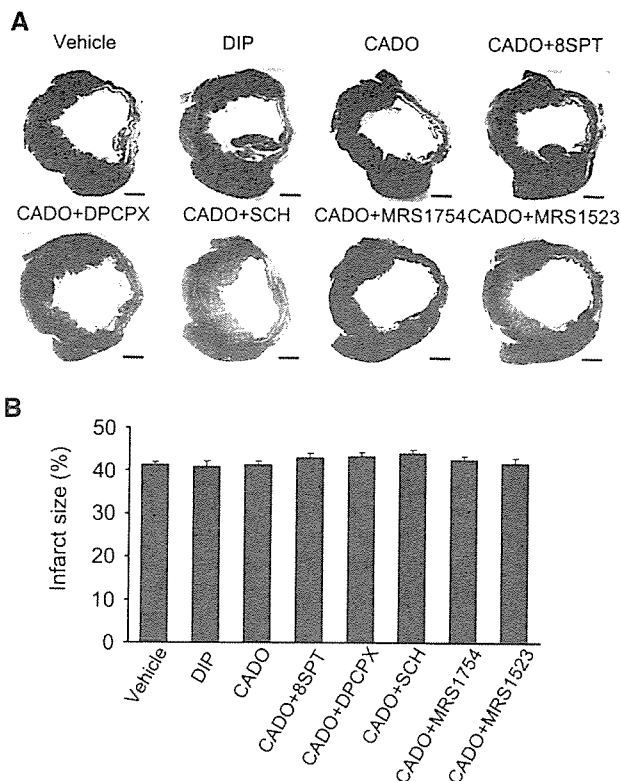 A
Vehicle DIP CADO CADO+8SPT
CADO+DPCPX CADO+SCH CADO+MRS1754 CADO+MRS1523
B
50
40
30
20
10
0
Infarct size (%)
Vehicle
DIP
CADO
CADO+8SPT
CADO+DPCPX
CADO+SCH
CADO+MRS1754
CADO+MRS1523